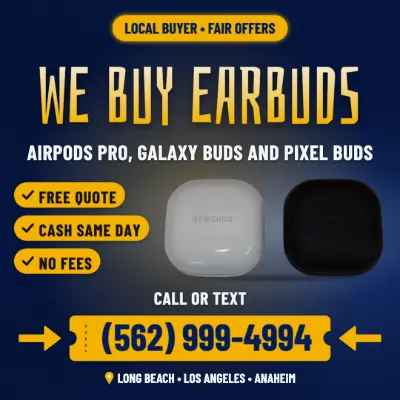 LOCAL BUYER • FAIR OFFERS
WE BUY EARBUDS
AIRPODS PRO, GALAXY BUDS AND PIXEL BUDS
FREE QUOTE
CASH SAME DAY
NO FEES
SAMSUNG
CALL OR TEXT
(562) 999-4994
LONG BEACH • LOS ANGELES • ANAHEIM